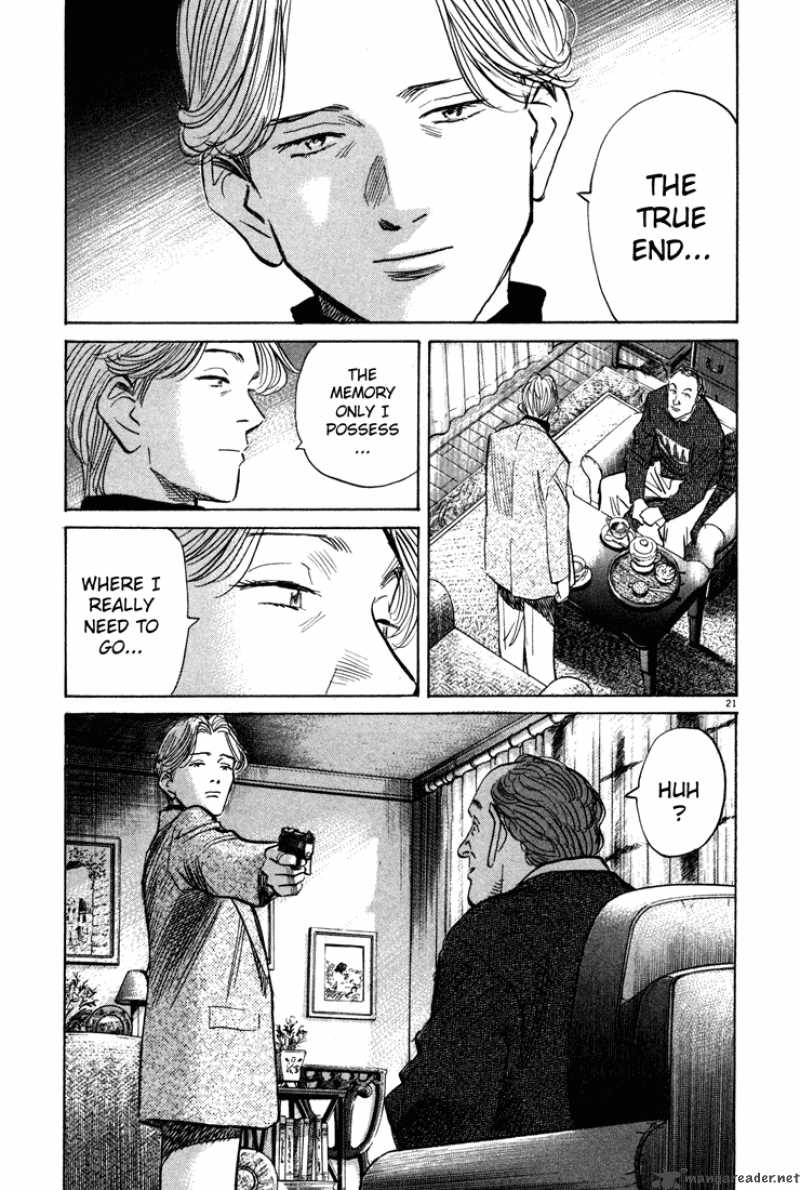 THE
TRUE
END...
THE
MEMORY
ONLY I
POSSESS
...
WHERE I
REALLY
NEED TO
GO...
21
HUH
?
mangareader.net